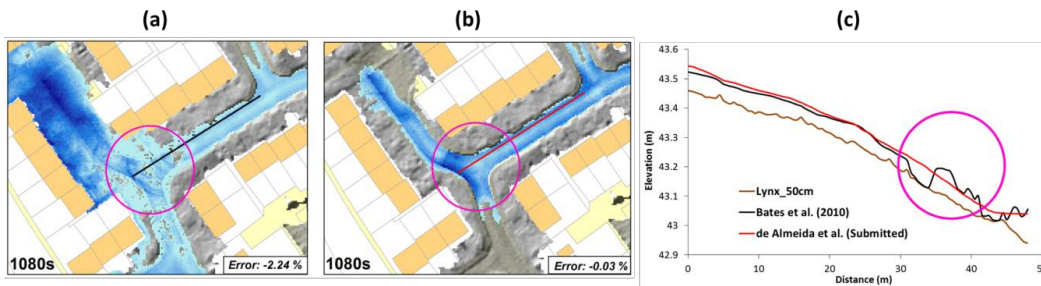 (a)
(b)
(c)
1080s
Error: -2.24 %
1080s
Error: -0.03 %
43.6
43.5
43.4
43.3
43.2
43.1
43
42.9
Elevation (m)
Lynx_50cm
Bates et al. (2010)
de Almeida et al. (Submitted)
0
10
20
30
40
Distance (m)